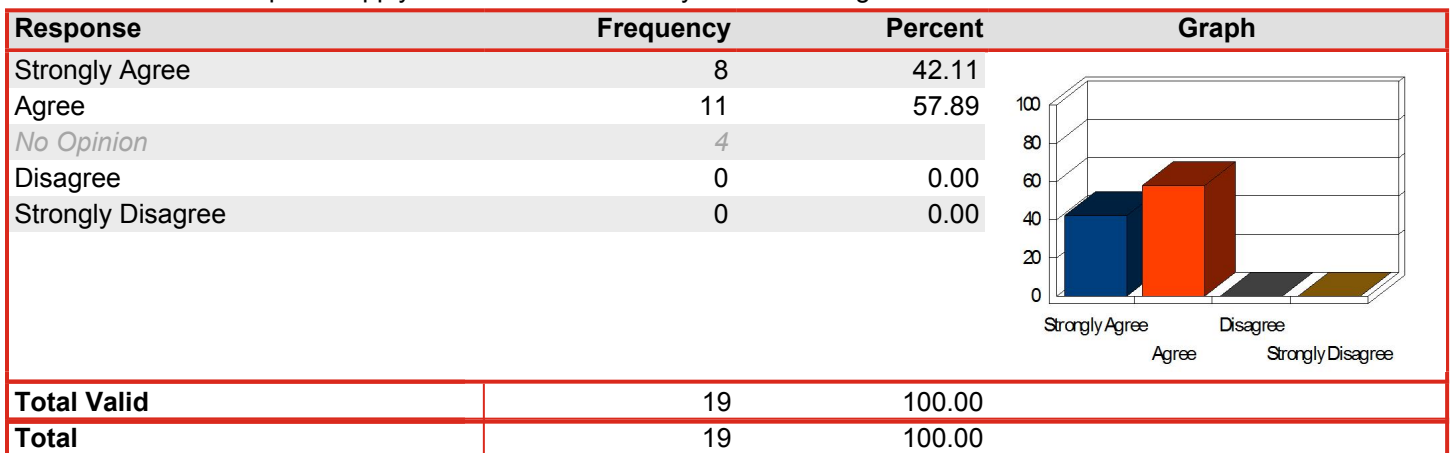 Response Frequency Percent Graph
Strongly Agree 8 42.11
Agree 11 57.89
No Opinion 4
Disagree 0 0.00
Strongly Disagree 0 0.00
100
80
60
40
20
0
Strongly Agree Disagree
Agree Strongly Disagree
Total Valid 19 100.00
Total 19 100.00